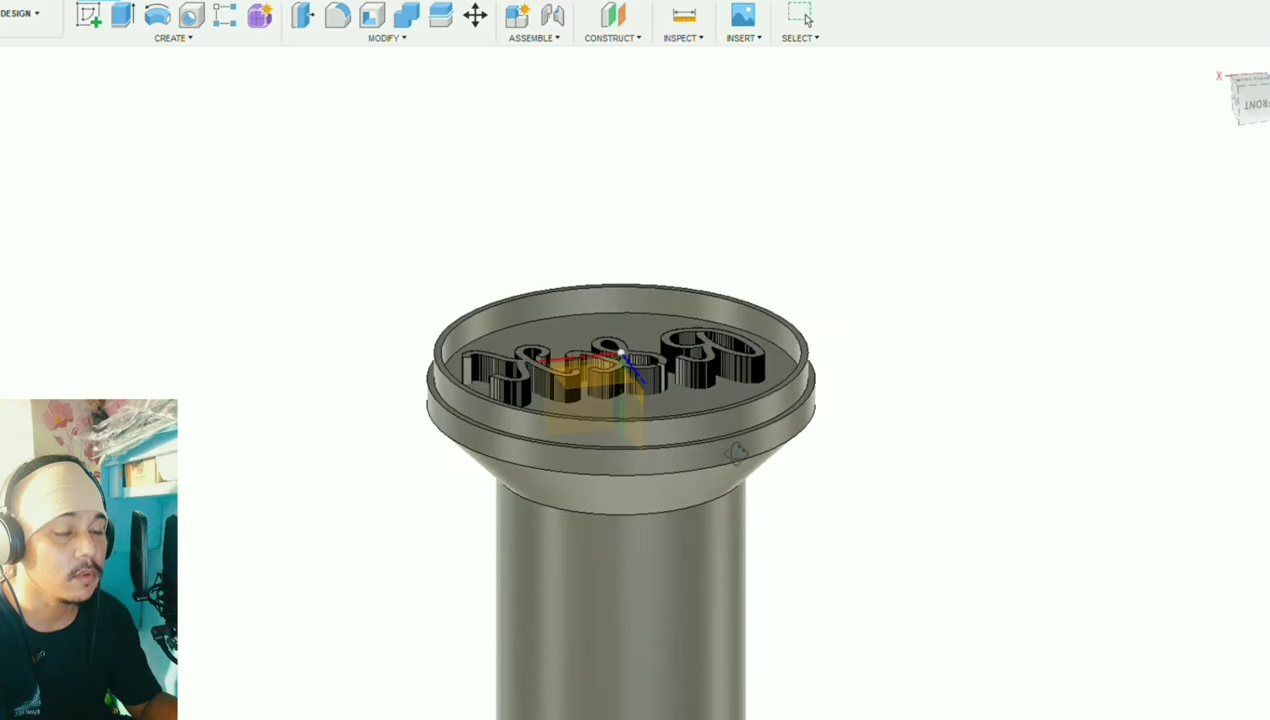 DESIGN
CREATE
MODIFY
ASSEMBLE
CONSTRUCT
INSPECT
INSERT
SELECT
X
FRONT